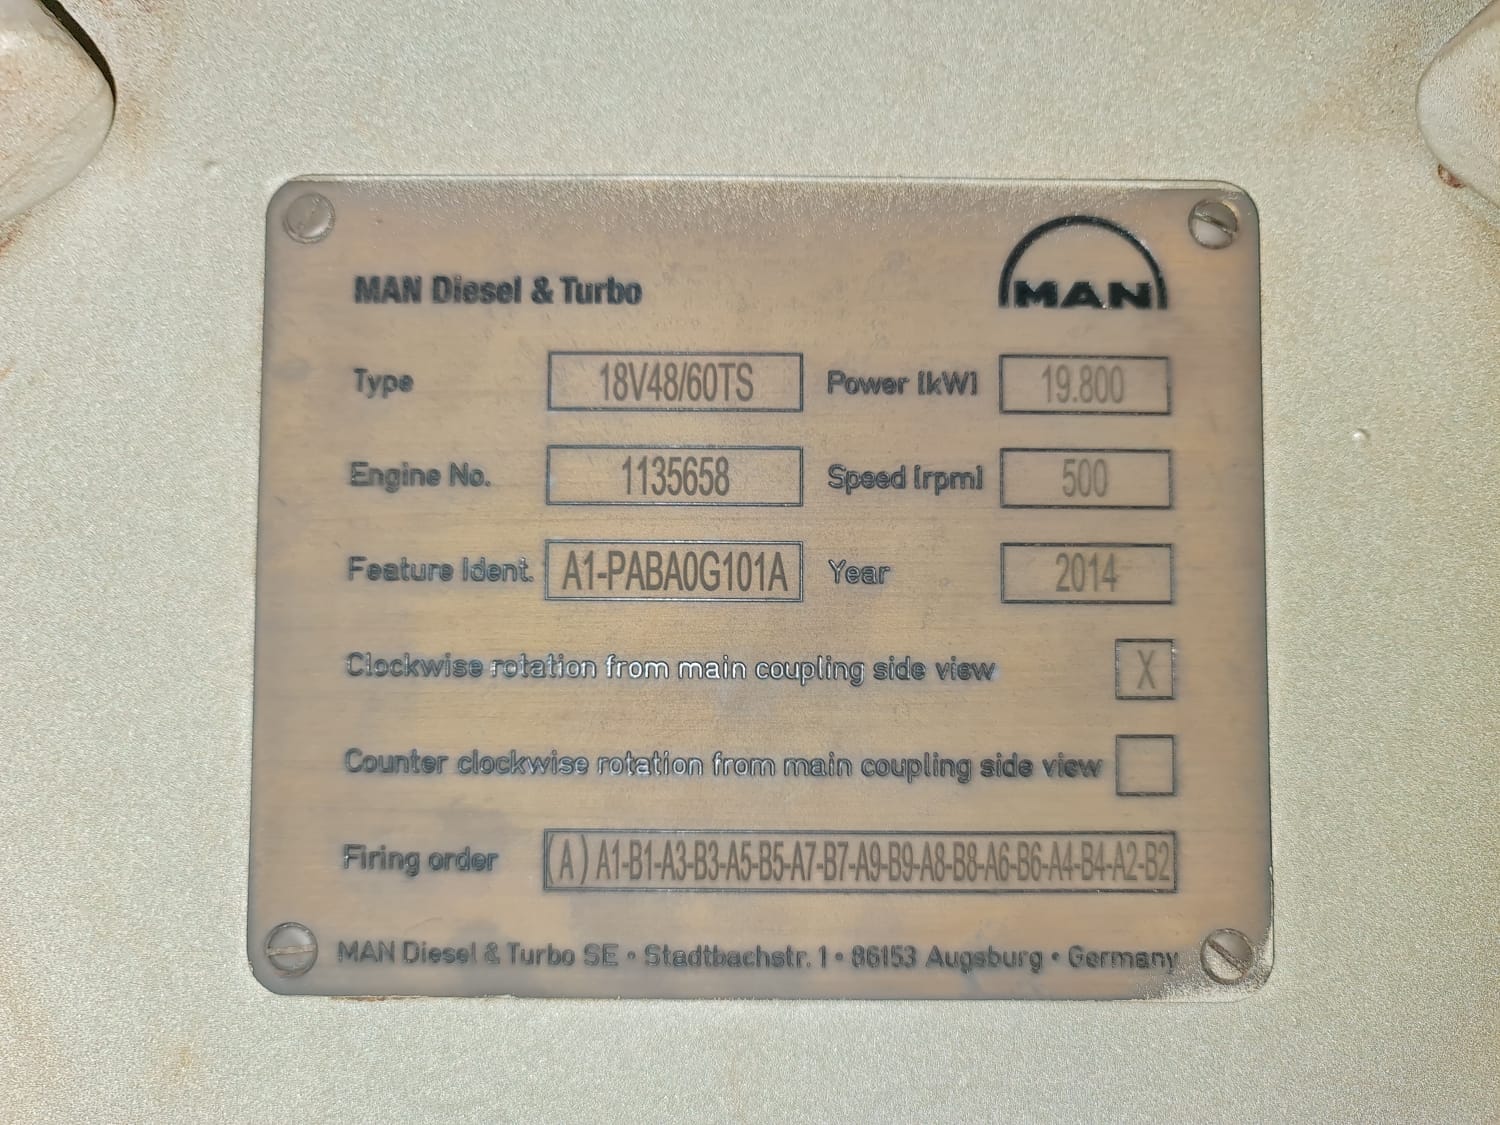 MAN Diesel & Turbo MAN
Type 18V48/60TS Power [kW] 19.800
Engine No. 1135658 Speed [rpm] 500
Feature Ident. A1-PABA0G101A Year 2014
Clockwise rotation from main coupling side view X
Counter clockwise rotation from main coupling side view
Firing order (A) A1-B1-A3-B3-A5-B5-A7-B7-A9-B9-A8-B8-A6-B6-A4-B4-A2-B2
MAN Diesel & Turbo SE • Stadtbachstr. 1 • 86153 Augsburg • Germany